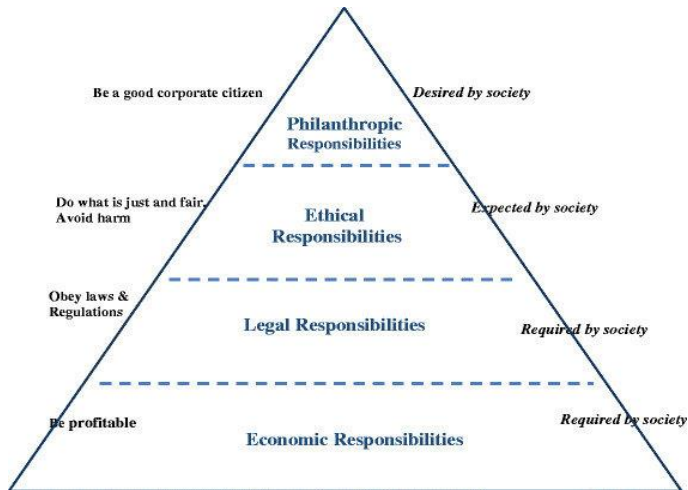 Be a good corporate citizen
Desired by society
Philanthropic
Responsibilities
Do what is just and fair,
Avoid harm
Expected by society
Ethical
Responsibilities
Obey laws &
Regulations
Legal Responsibilities
Required by society
Be profitable
Required by society
Economic Responsibilities